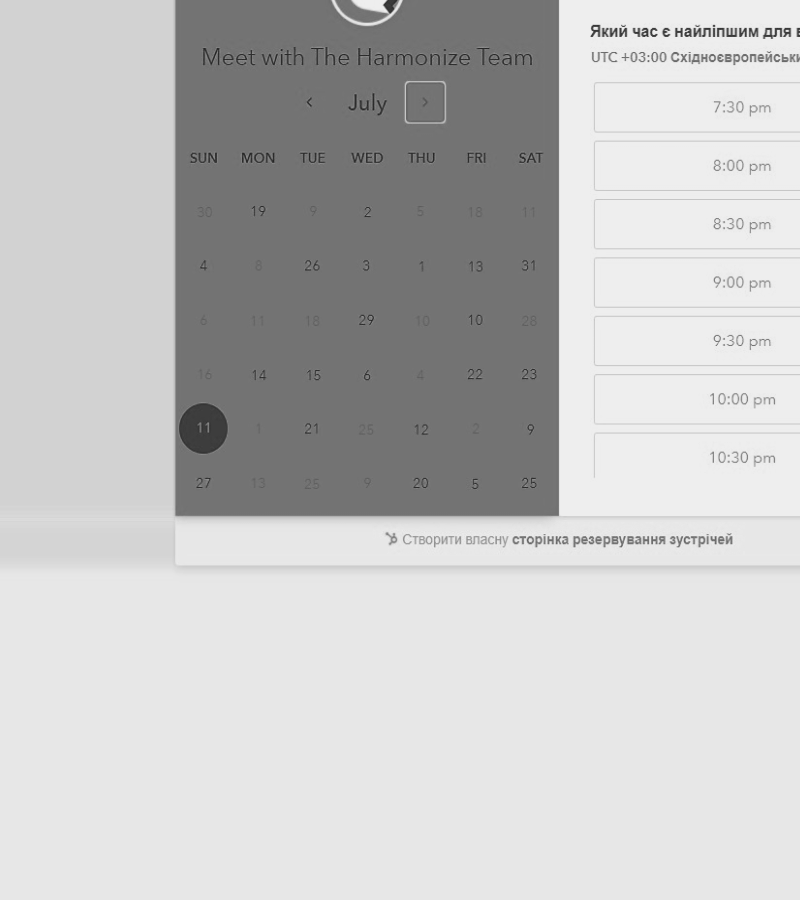 Meet with The Harmonize Team
July
SUN MON TUE WED THU FRI SAT
30 19 9 2 5 18 11
4 8 26 3 1 13 31
6 11 18 29 10 10 28
16 14 15 6 4 22 23
11 1 21 25 12 2 9
27 13 25 9 20 5 25
Який час є найліпшим для
UTC +03:00
7:30 pm
8:00 pm
8:30 pm
9:00 pm
9:30 pm
10:00 pm
10:30 pm
Створити власну сторінка резервування зустрічей